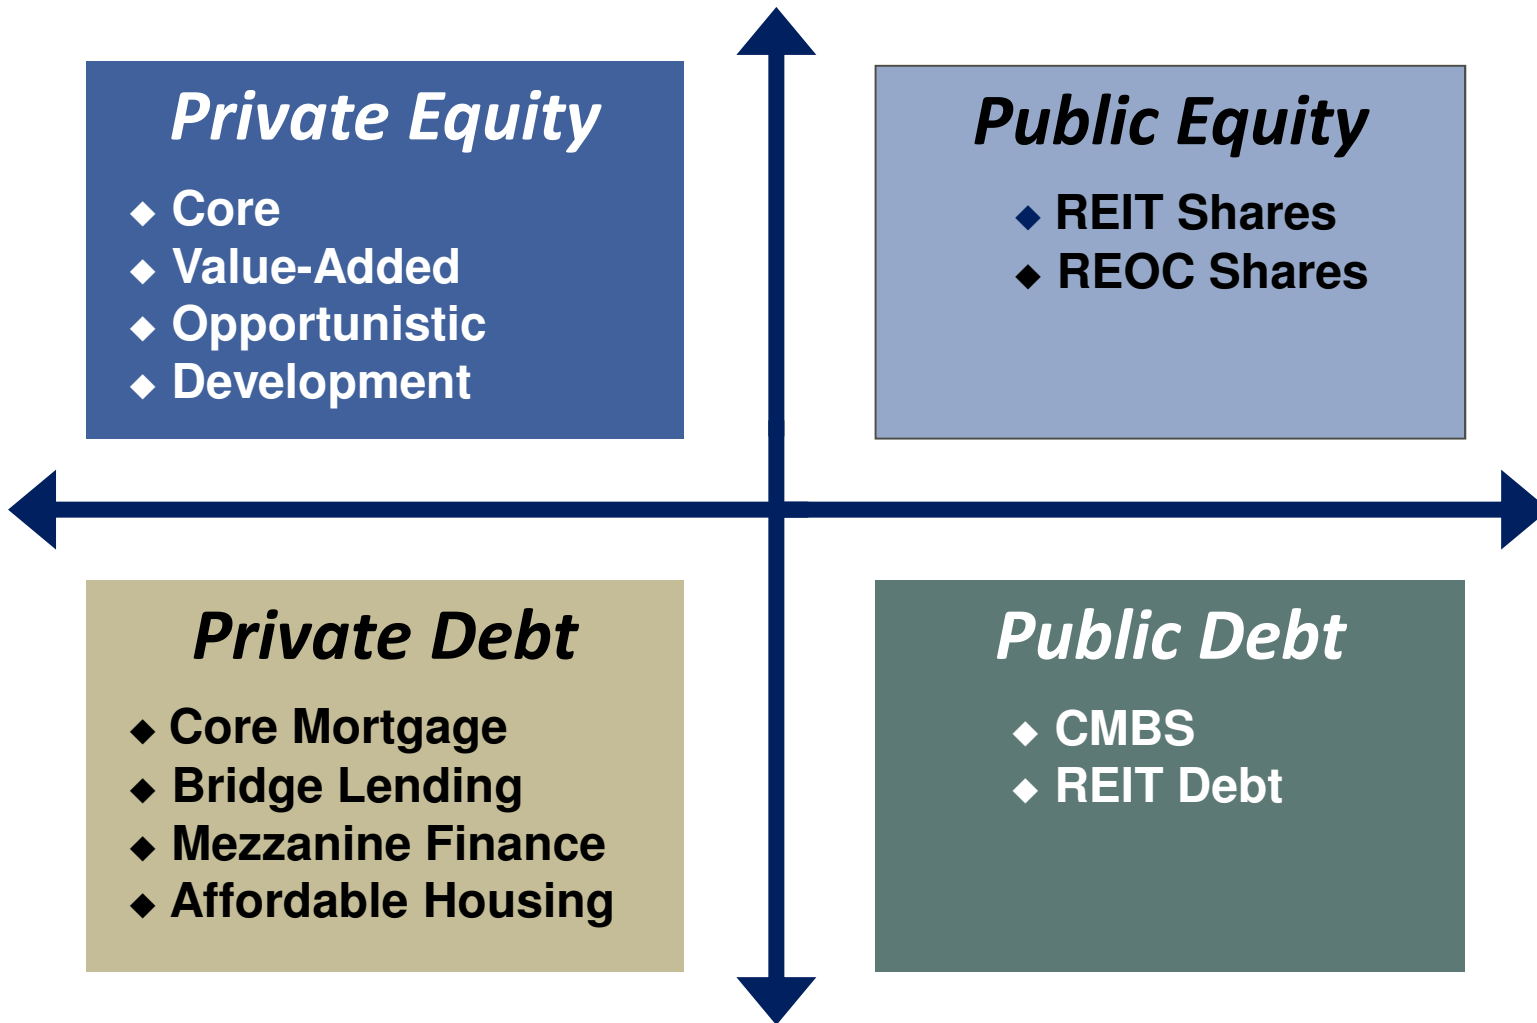 Private Equity
◆ Core
◆ Value-Added
◆ Opportunistic
◆ Development
Public Equity
◆ REIT Shares
◆ REOC Shares
Private Debt
◆ Core Mortgage
◆ Bridge Lending
◆ Mezzanine Finance
◆ Affordable Housing
Public Debt
◆ CMBS
◆ REIT Debt